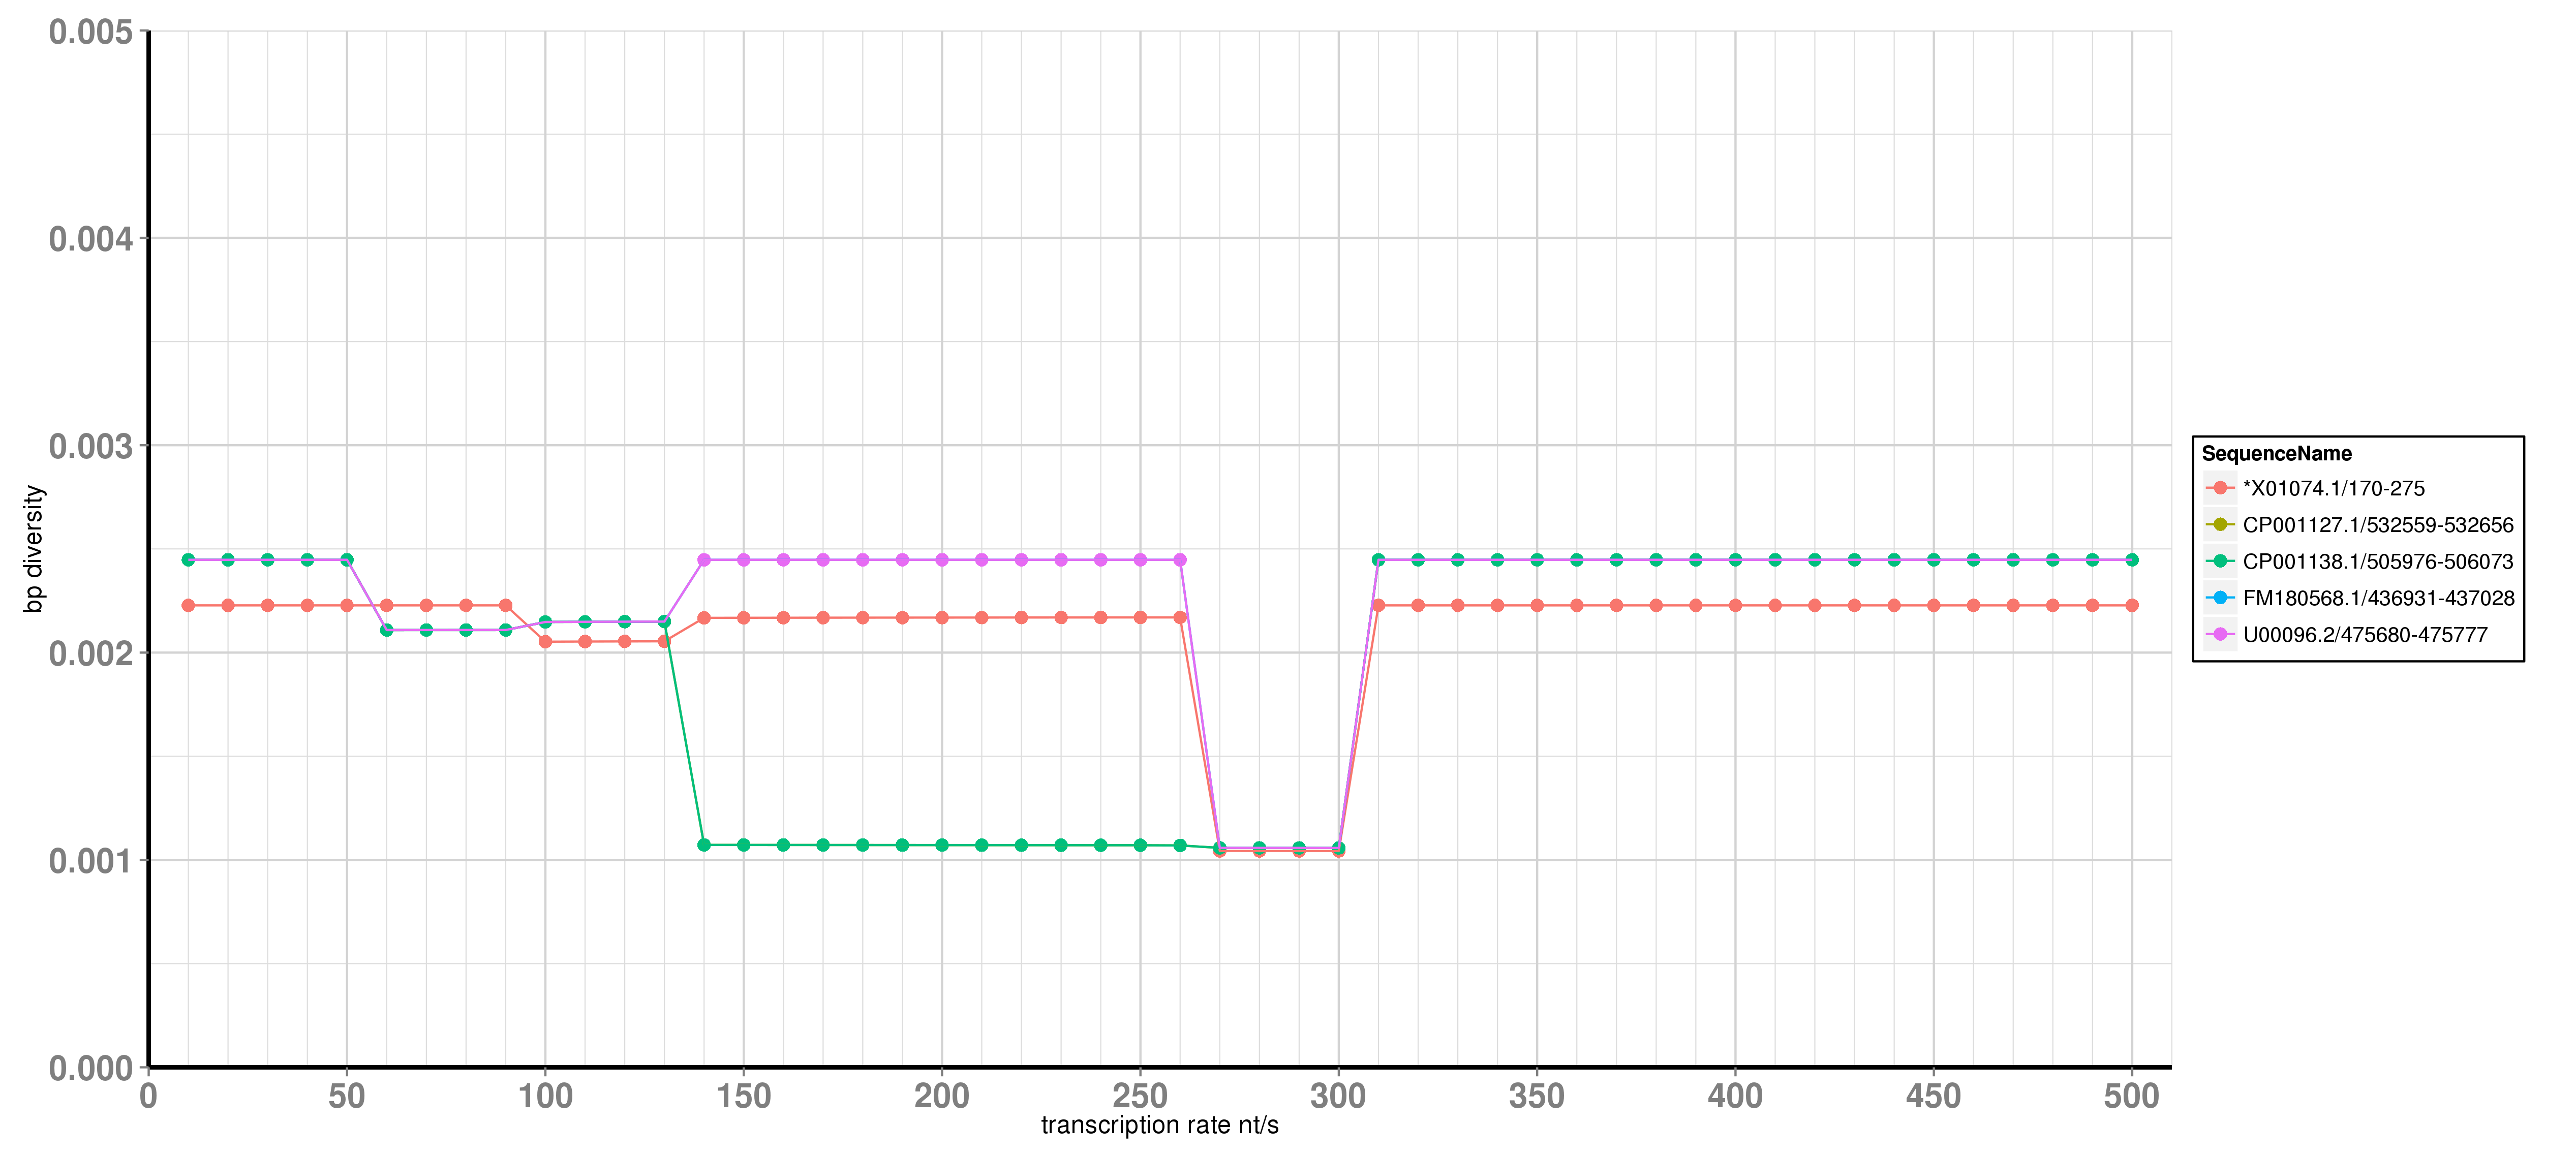 0.005
0.004
0.003
0.002
0.001
0.000
bp diversity
0 50 100 150 200 250 300 350 400 450 500
transcription rate nt/s
SequenceName
*X01074.1/170-275
CP001127.1/532559-532656
CP001138.1/505976-506073
FM180568.1/436931-437028
U00096.2/475680-475777